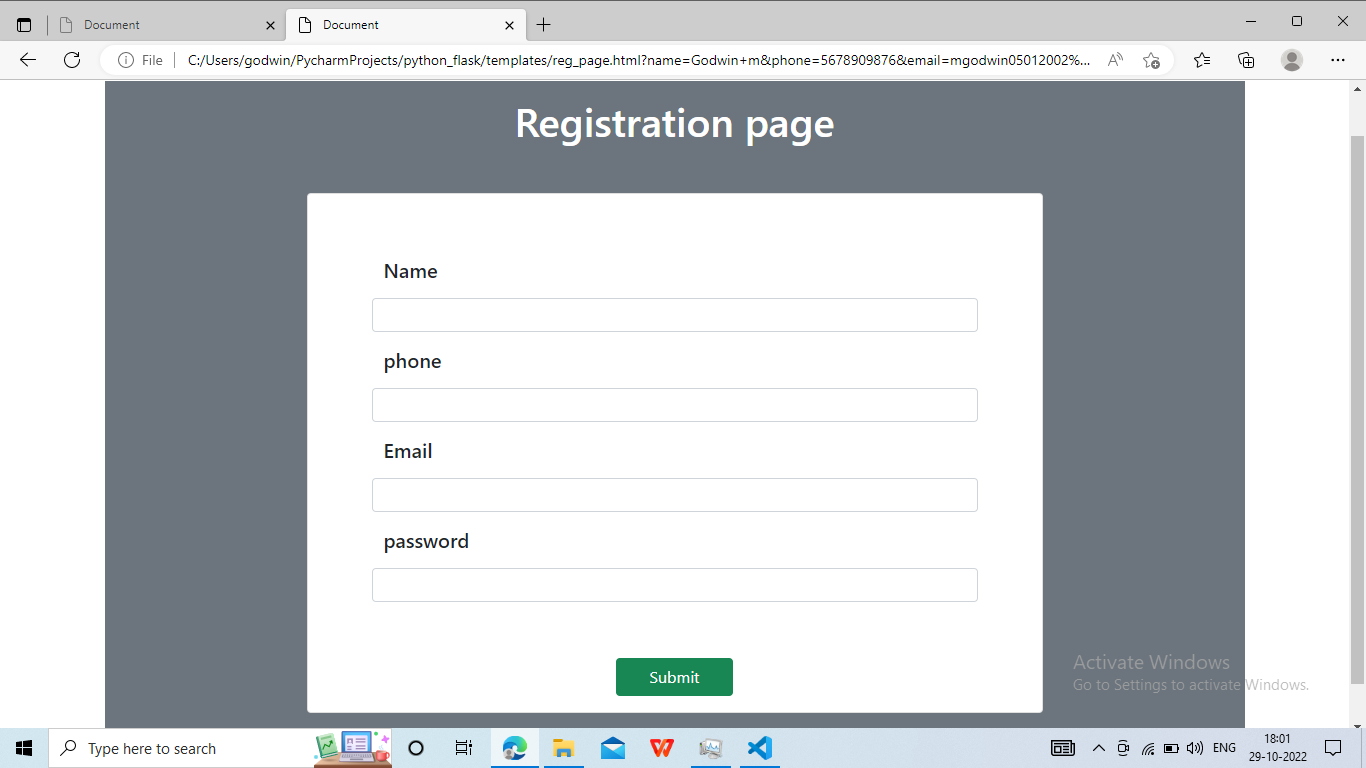 Document
Document
File
C:/Users/godwin/PycharmProjects/python_flask/templates/reg_page.html?name=Godwin+m&phone=5678909876&email=mgodwin05012002%...
Registration page
Name
phone
Email
password
Submit
Activate Windows
Go to Settings to activate Windows.
Type here to search
ENG
18:01
29-10-2022